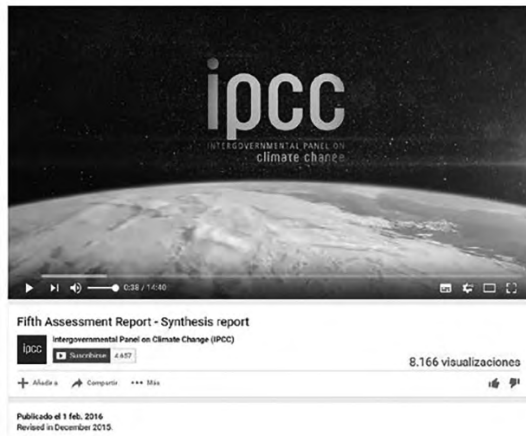 ipcc
INTERGOVERNMENTAL PANEL ON
climate change
0:38 / 14:40
Fifth Assessment Report - Synthesis report
ipcc
Intergovernmental Panel on Climate Change (IPCC)
Suscribirse 4.657
8.166 visualizaciones
Añadir a Compartir Más
Publicado el 1 feb. 2016
Revised in December 2015.